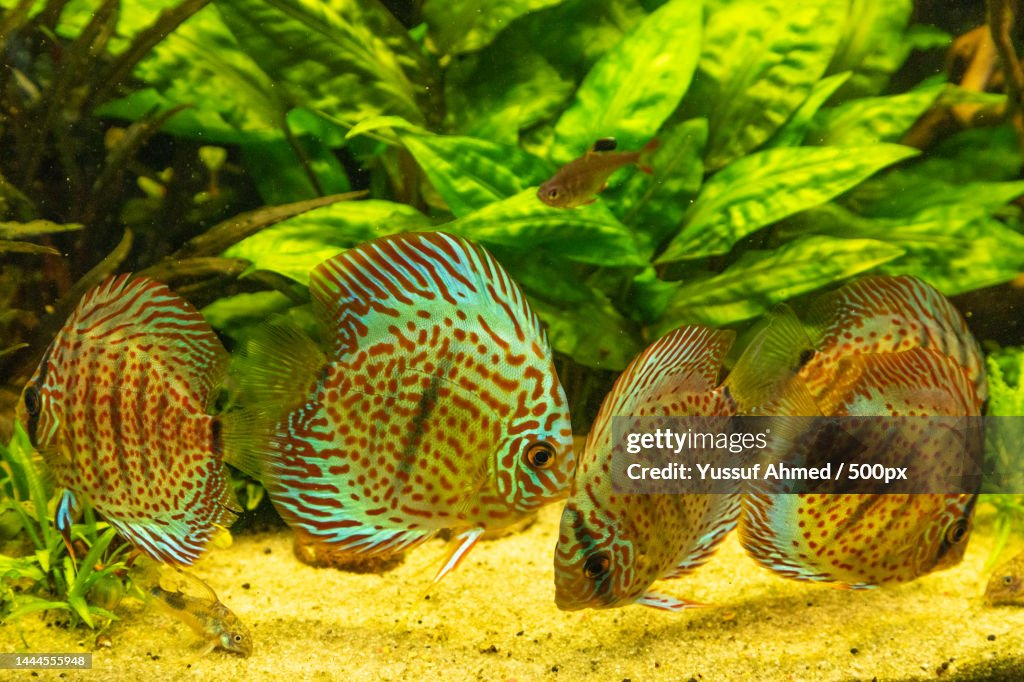 gettyimages
Credit: Yussuf Ahmed / 500px
1444555948